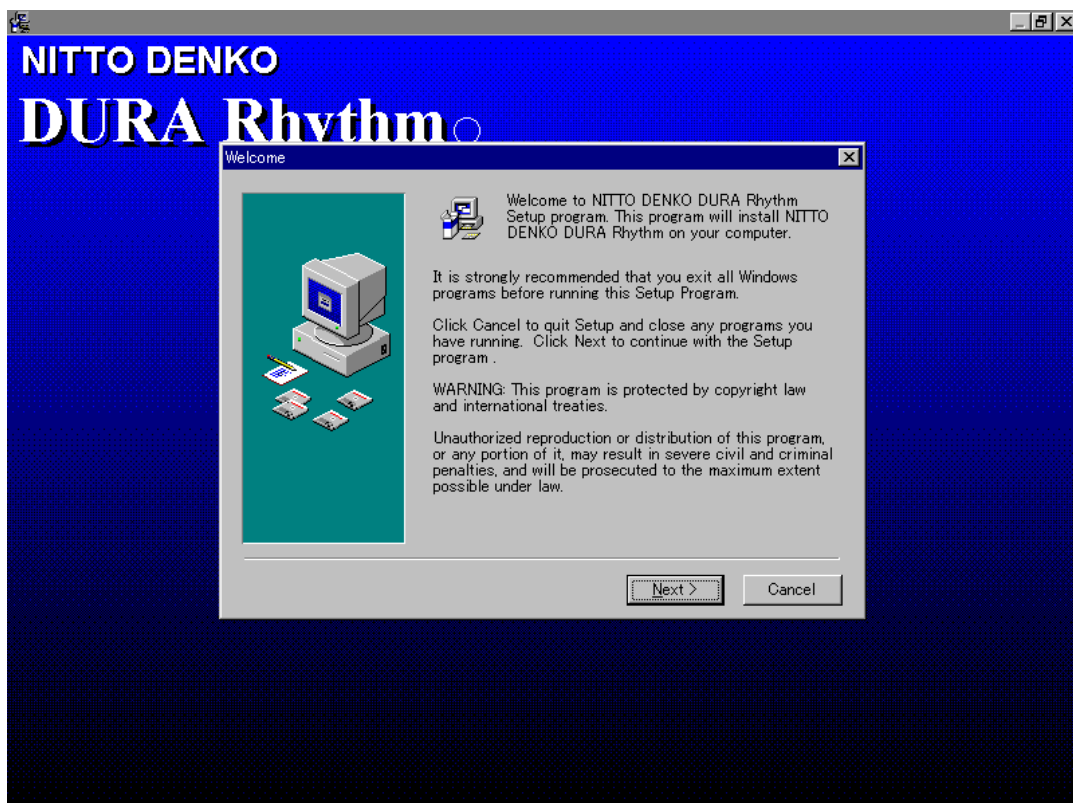 NITTO DENKO
DURA Rhythm
Welcome
Welcome to NITTO DENKO DURA Rhythm
Setup program. This program will install NITTO
DENKO DURA Rhythm on your computer.
It is strongly recommended that you exit all Windows
programs before running this Setup Program.
Click Cancel to quit Setup and close any programs you
have running.  Click Next to continue with the Setup
program .
WARNING: This program is protected by copyright law
and international treaties.
Unauthorized reproduction or distribution of this program,
or any portion of it, may result in severe civil and criminal
penalties, and will be prosecuted to the maximum extent
possible under law.
Next >
Cancel